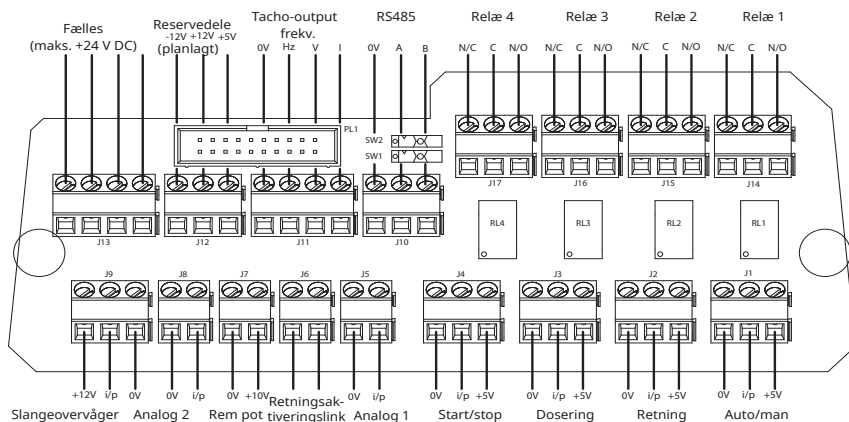 Fælles
(maks. +24 V DC)
Reservedele
-12V +12V +5V
(planlagt)
Tacho-output
frekv.
0V Hz V I
RS485
0V A B
Relæ 4
N/C C N/O
Relæ 3
N/C C N/O
Relæ 2
N/C C N/O
Relæ 1
N/C C N/O
PL1
SW2
SW1
J17 J16 J15 J14
J13 J12 J11 J10
RL4 RL3 RL2 RL1
J9 J8 J7 J6 J5 J4 J3 J2 J1
+12V i/p 0V
Slangeovervåger
0V i/p
Analog 2
0V +10V
Rem pot
Retningsak-
tiveringslink
0V i/p
Analog 1
0V i/p +5V
Start/stop
0V i/p +5V
Dosering
0V i/p +5V
Retning
0V i/p +5V
Auto/man